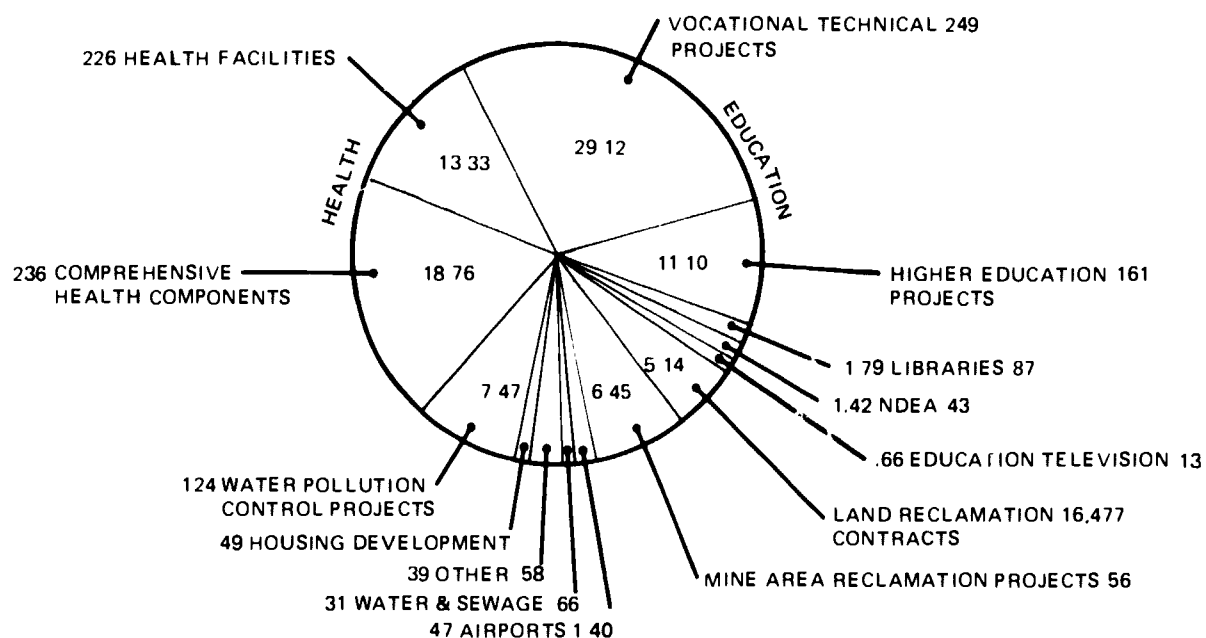 VOCATIONAL TECHNICAL 249
PROJECTS
226 HEALTH FACILITIES
EDUCATION
HEALTH
29 12
13 33
18 76
11 10
236 COMPREHENSIVE
HEALTH COMPONENTS
HIGHER EDUCATION 161
PROJECTS
1 79 LIBRARIES 87
1.42 NDEA 43
.66 EDUCATION TELEVISION 13
5 14
6 45
7 47
LAND RECLAMATION 16,477
CONTRACTS
MINE AREA RECLAMATION PROJECTS 56
124 WATER POLLUTION
CONTROL PROJECTS
49 HOUSING DEVELOPMENT
39 OTHER 58
31 WATER & SEWAGE 66
47 AIRPORTS 1 40